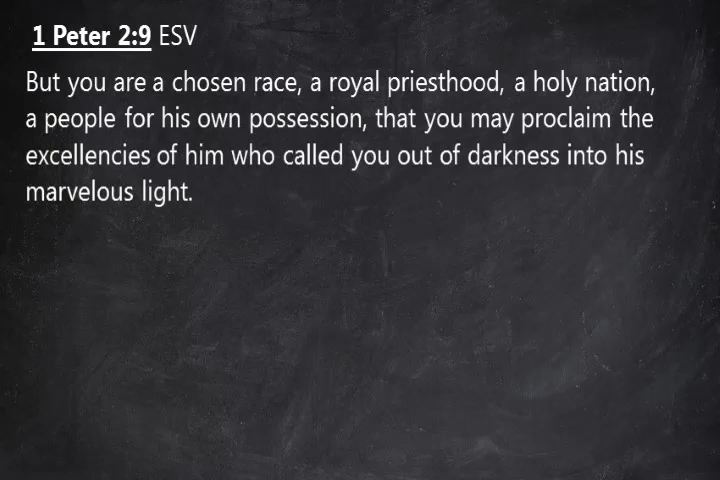 1 Peter 2:9 ESV
But you are a chosen race, a royal priesthood, a holy nation,
a people for his own possession, that you may proclaim the
excellencies of him who called you out of darkness into his
marvelous light.